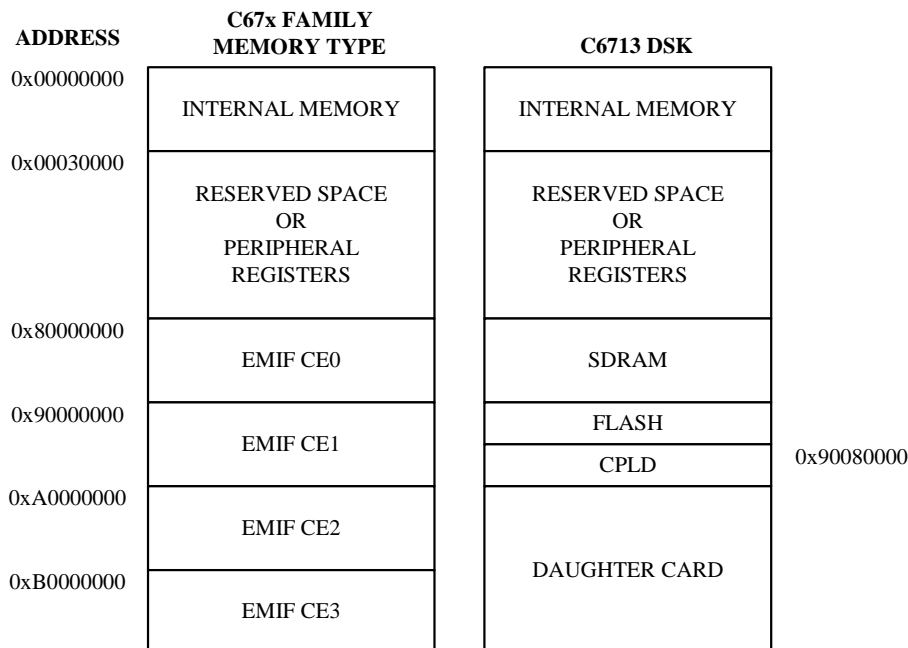 ADDRESS
C67x FAMILY
MEMORY TYPE
C6713 DSK
0x00000000
INTERNAL MEMORY
INTERNAL MEMORY
0x00030000
RESERVED SPACE
OR
PERIPHERAL
REGISTERS
RESERVED SPACE
OR
PERIPHERAL
REGISTERS
0x80000000
EMIF CE0
SDRAM
0x90000000
EMIF CE1
FLASH
CPLD
0x90080000
0xA0000000
EMIF CE2
DAUGHTER CARD
0xB0000000
EMIF CE3